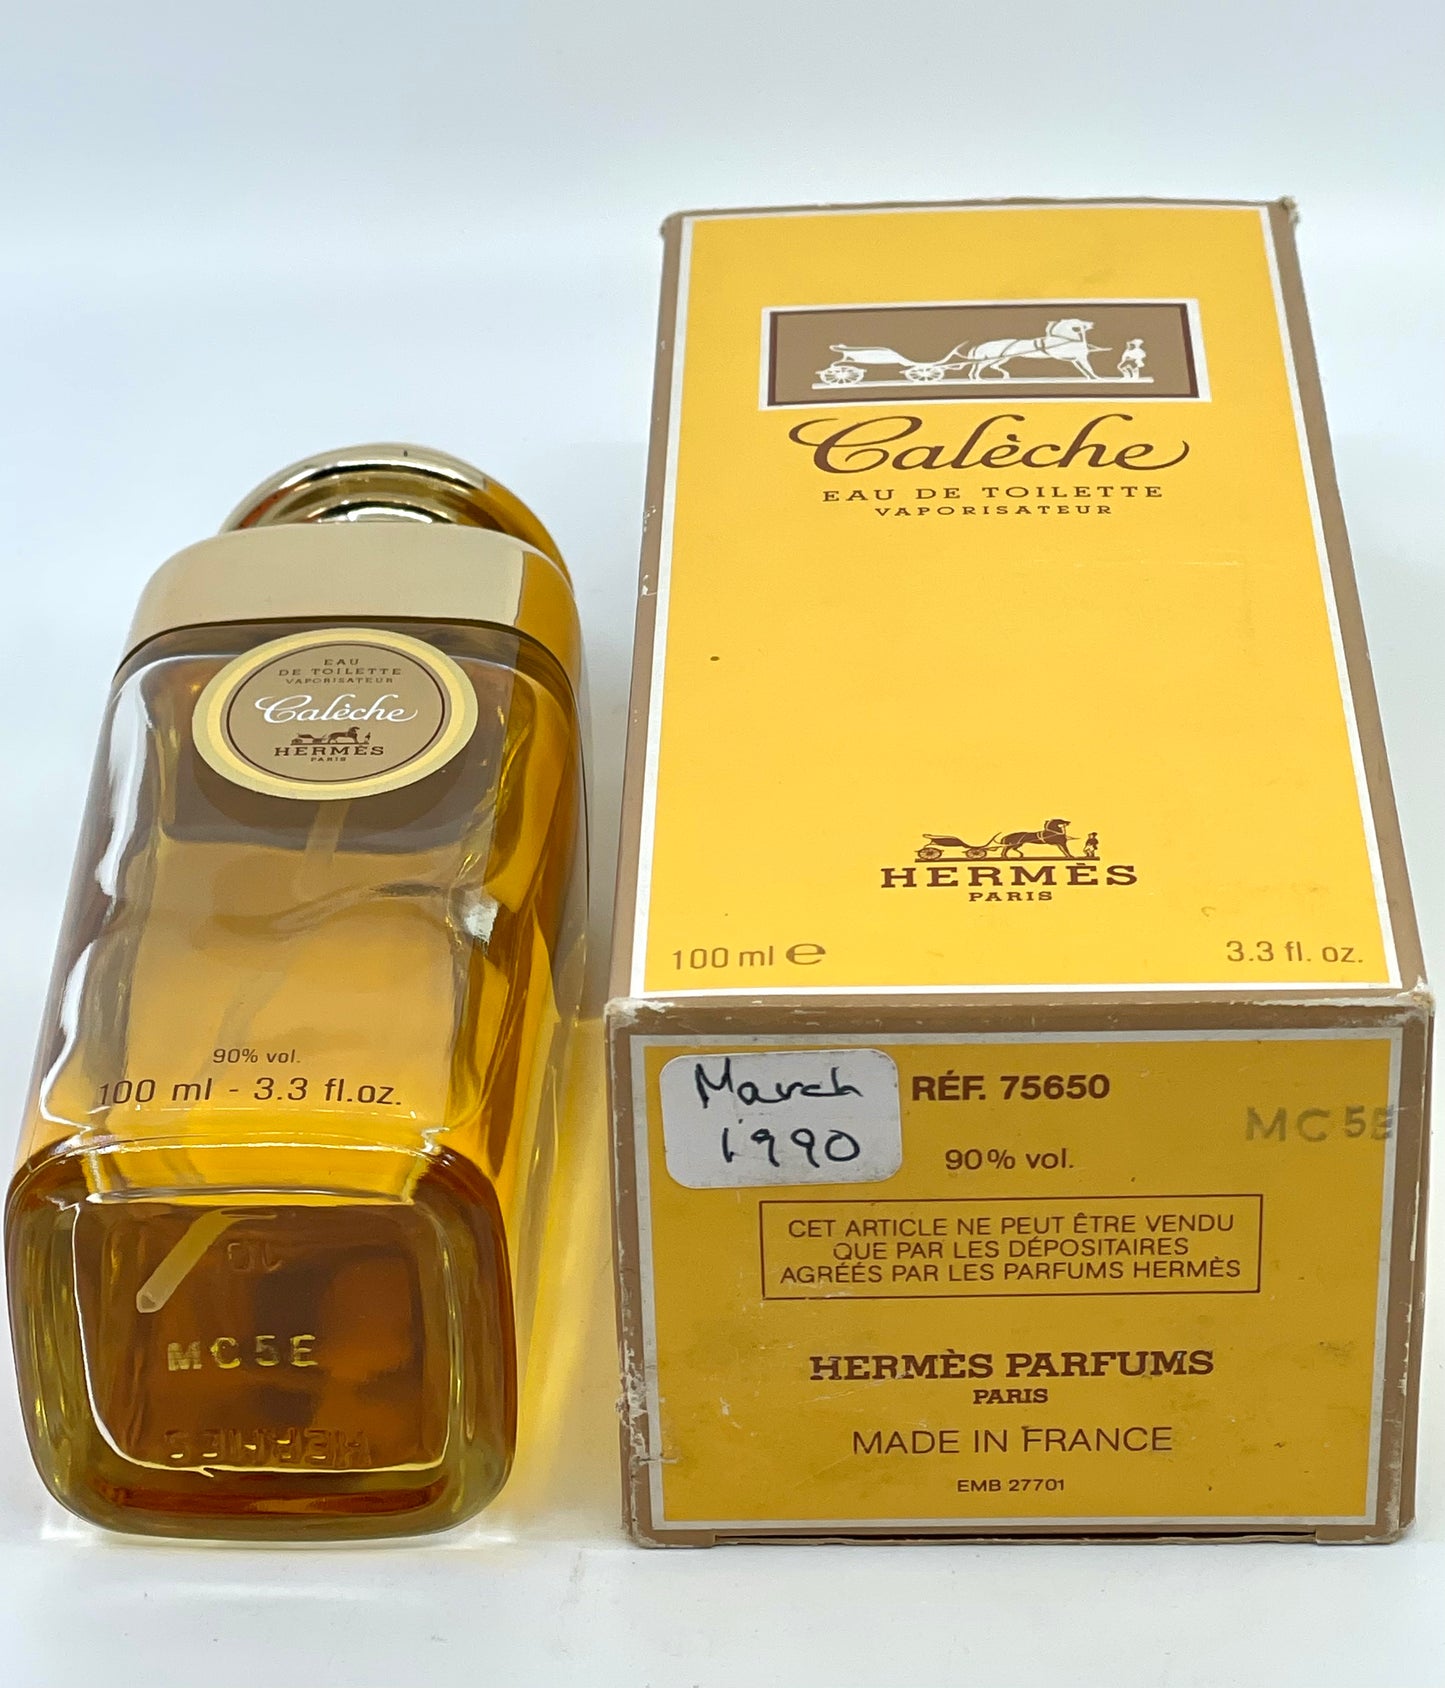 EAU
DE TOILETTE
VAPORISATEUR
Calèche
HERMÈS
PARIS
90% vol.
100 ml - 3.3 fl.oz.
10
MC5E
HERMES
Calèche
EAU DE TOILETTE
VAPORISATEUR
HERMÈS
PARIS
100 ml e
3.3 fl. oz.
March
1990
RÉF. 75650
MC5E
90% vol.
CET ARTICLE NE PEUT ÊTRE VENDU
QUE PAR LES DÉPOSITAIRES
AGRÉÉS PAR LES PARFUMS HERMÈS
HERMÈS PARFUMS
PARIS
MADE IN FRANCE
EMB 27701